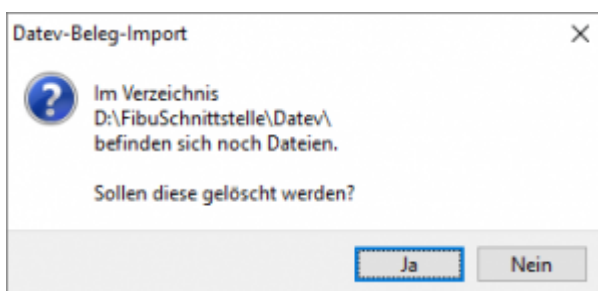 Datev-Beleg-Import
Im Verzeichnis
D:\FibuSchnittstelle\Datev\
befinden sich noch Dateien.
Sollen diese gelöscht werden?
Ja
Nein